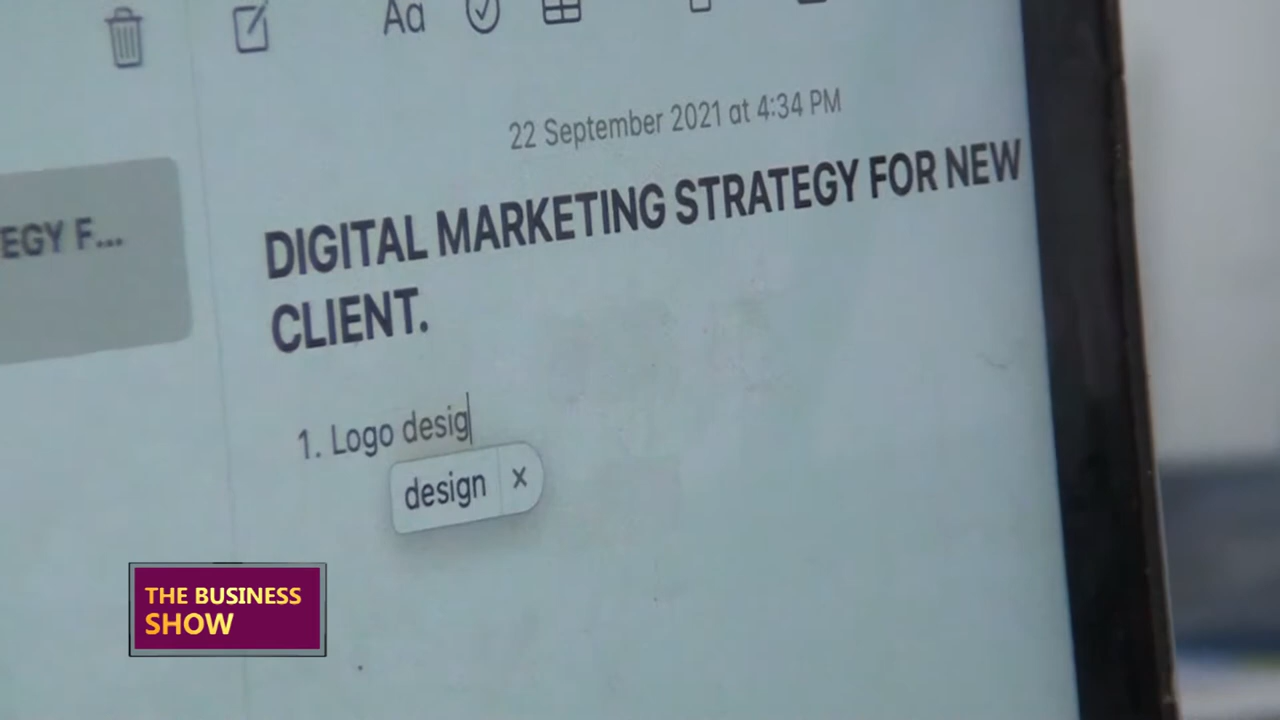 Aa
22 September 2021 at 4:34 PM
DIGITAL MARKETING STRATEGY FOR NEW
CLIENT.
EGY F...
1. Logo desig
design ×
THE BUSINESS
SHOW